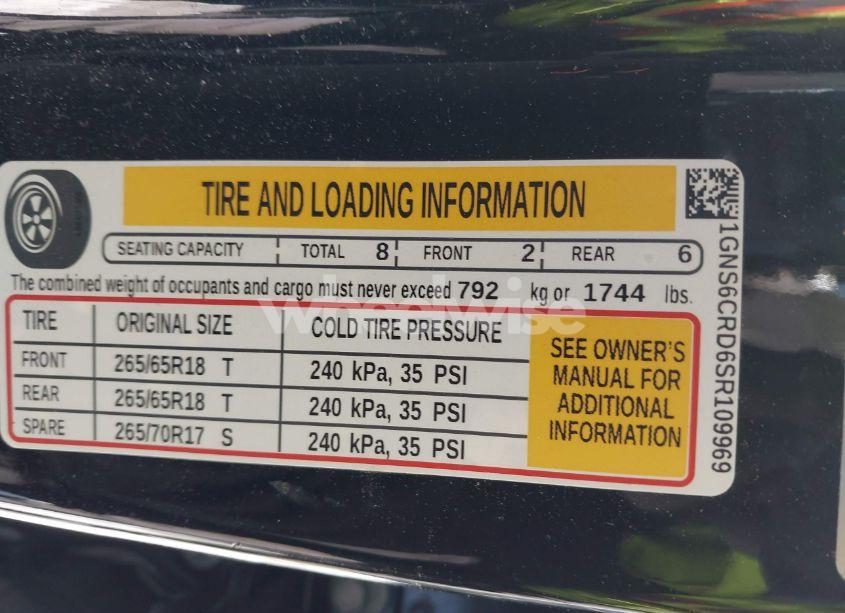 TIRE AND LOADING INFORMATION
SEATING CAPACITY TOTAL 8 FRONT 2 REAR 6
The combined weight of occupants and cargo must never exceed 792 kg or 1744 lbs.
TIRE ORIGINAL SIZE COLD TIRE PRESSURE
FRONT 265/65R18 T 240 kPa, 35 PSI
REAR 265/65R18 T 240 kPa, 35 PSI
SPARE 265/70R17 S 240 kPa, 35 PSI
SEE OWNER'S
MANUAL FOR
ADDITIONAL
INFORMATION
1GNS6CRD6SR109969
wheelwise